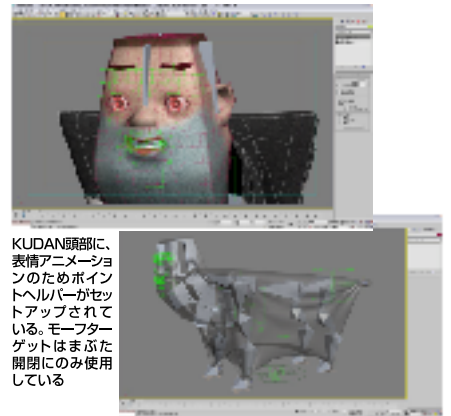 KUDAN頭部に、
表情アニメーショ
ンのためポイン
トヘルパーがセッ
トアップされて
いる。モーフター
ゲットはまぶた
開閉にのみ使用
している